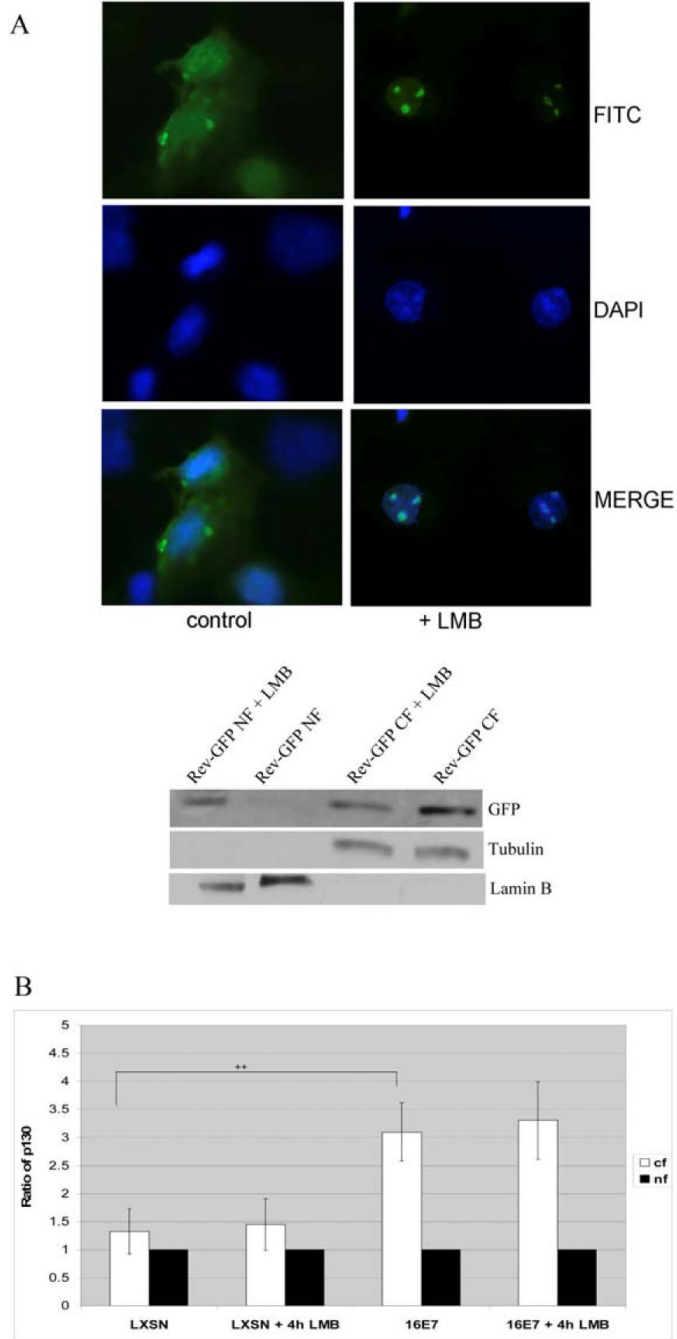 A
FITC
DAPI
MERGE
control
+ LMB
Rev-GFP NF + LMB
Rev-GFP NF
Rev-GFP CF + LMB
Rev-GFP CF
GFP
Tubulin
Lamin B
B
5
4.5
4
3.5
3
2.5
2
1.5
1
0.5
0
Ratio of p130
++
cf
nf
LXSN
LXSN + 4h LMB
16E7
16E7 + 4h LMB